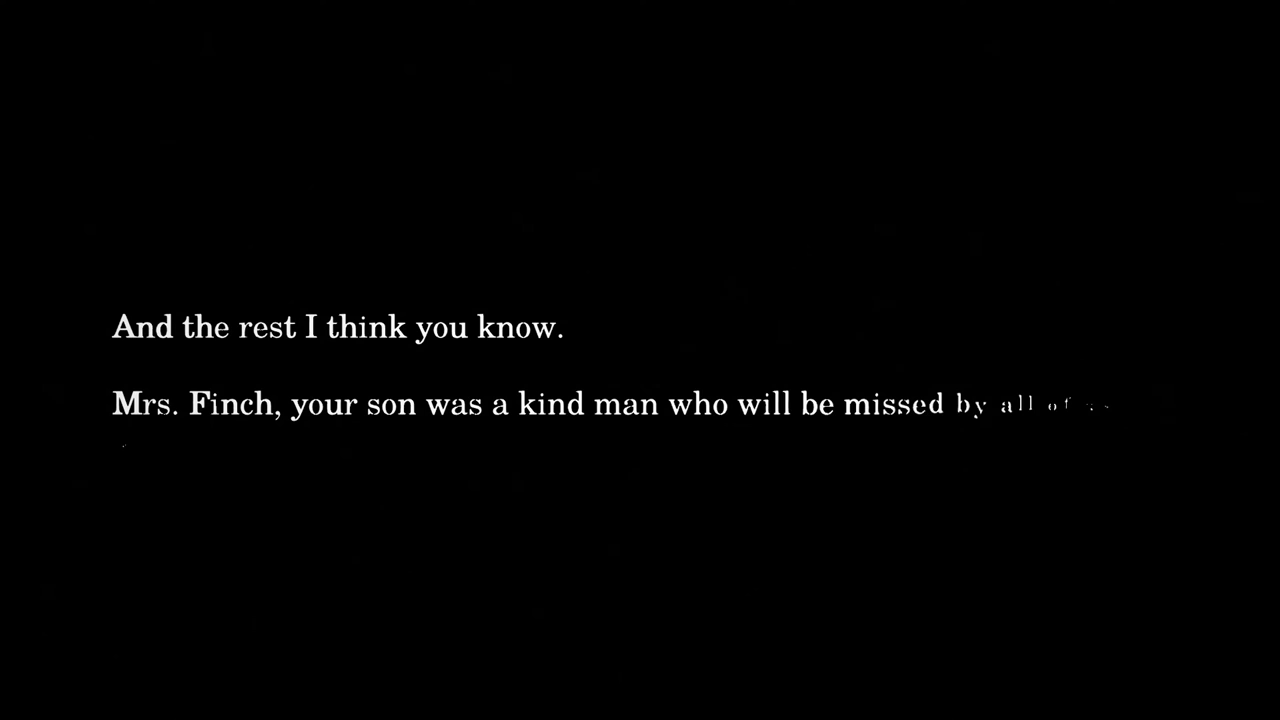 And the rest I think you know.
Mrs. Finch, your son was a kind man who will be missed by all of